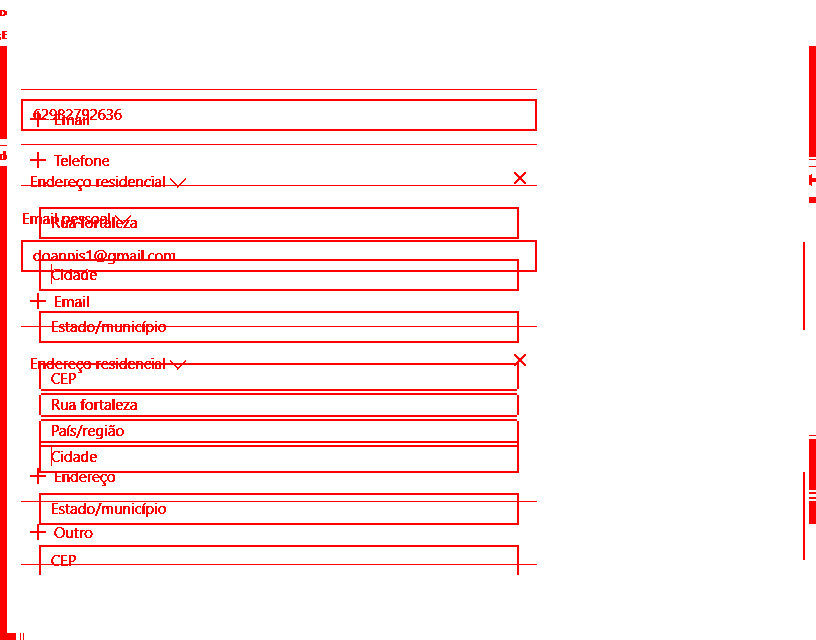 62982792636
Email
Telefone
Endereço residencial
Email pessoal
Rua fortaleza
doannis1@gmail.com
Cidade
Email
Estado/município
Endereço residencial
CEP
Rua fortaleza
País/região
Cidade
Endereço
Estado/município
Outro
CEP